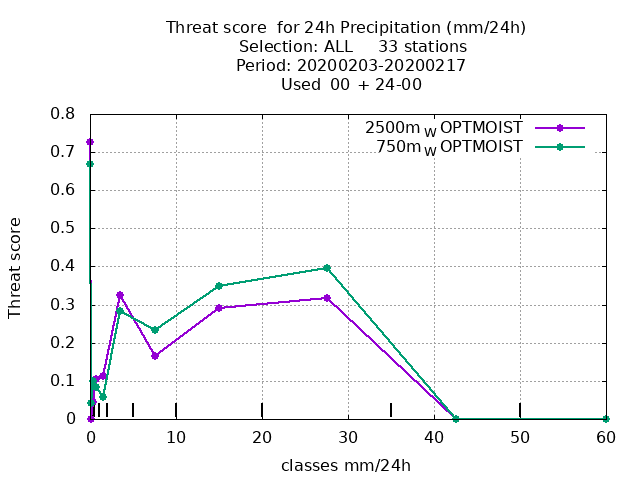 Threat score  for 24h Precipitation (mm/24h)
Selection: ALL     33 stations
Period: 20200203-20200217
Used  00 + 24-00
2500m W OPTMOIST
750m W OPTMOIST
0.8
0.7
0.6
0.5
0.4
0.3
0.2
0.1
0
Threat score
0 10 20 30 40 50 60
classes mm/24h